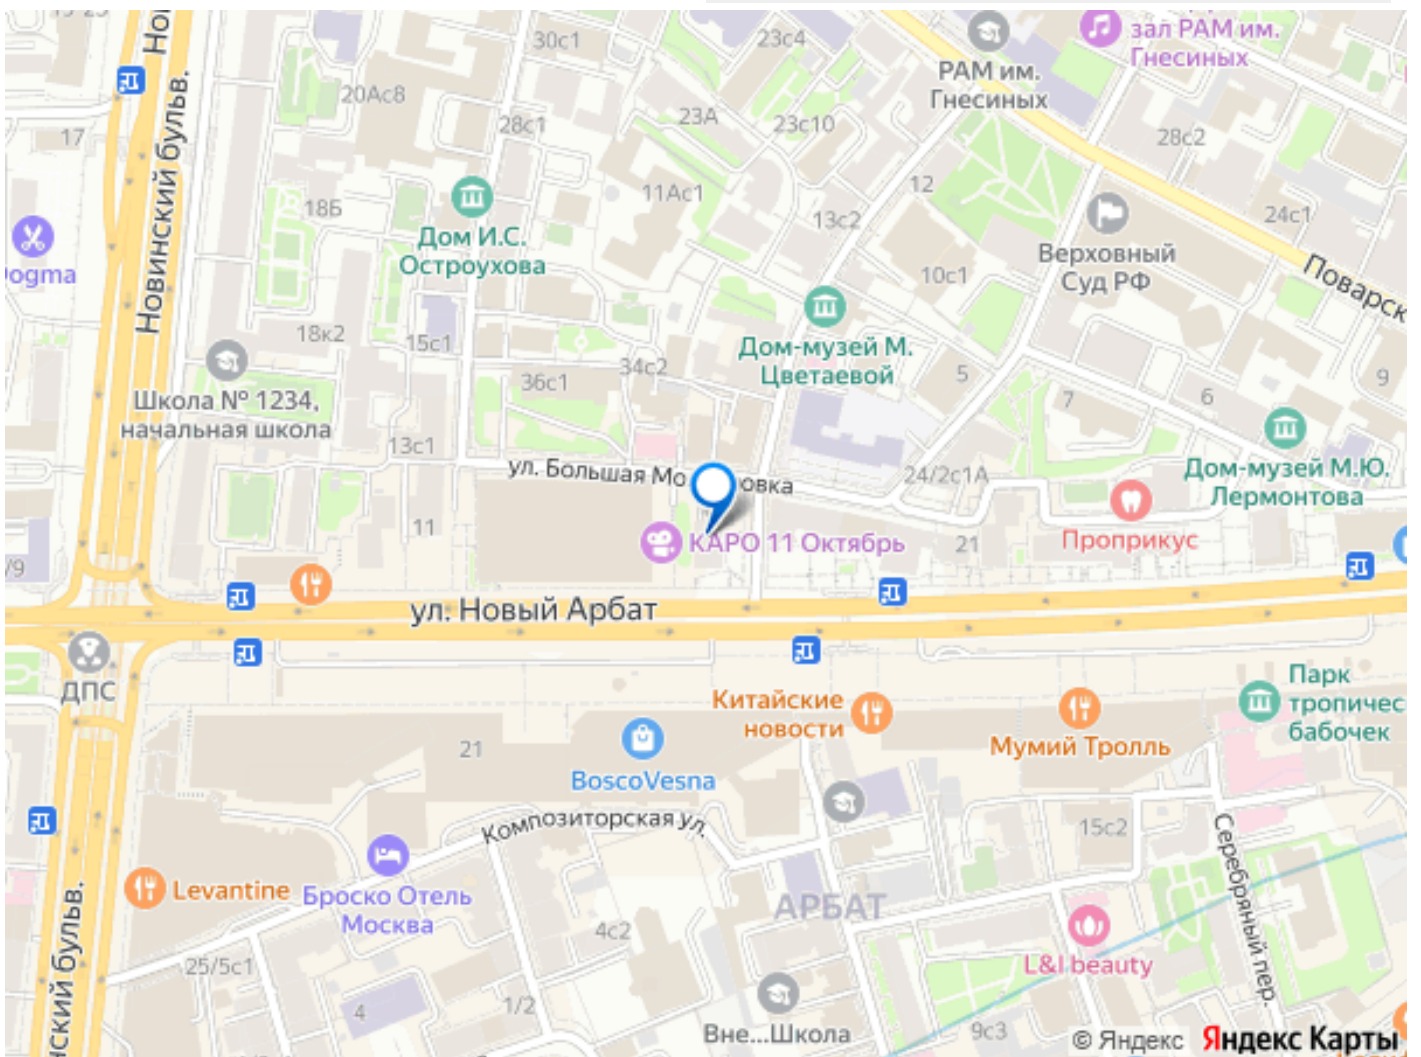 30с1
23с4
зал РАМ им.
Гнесиных
РАМ им.
Гнесиных
20Ас8
23А
28с1
23с10
28с2
17
Новинский бульв.
18Б
11Ас1
12
13с2
24с1
Дом И.С.
Остроухова
Верховный
Суд РФ
10с1
Поварск
ogma
18к2
15с1
Дом-музей М.
Цветаевой
34с2
36с1
5
9
7
6
Школа № 1234,
начальная школа
13с1
ул. Большая Мо
овка
24/2с1А
Дом-музей М.Ю.
Лермонтова
11
КАРО 11 Октябрь
21
Проприкус
/9
ул. Новый Арбат
ДПС
Китайские
новости
Парк
тропичес
бабочек
21
Мумий Тролль
BoscoVesna
Композиторская ул.
15с2
Серебряный пер.
Levantine
Броско Отель
Москва
АРБАТ
4с2
нский бульв.
25/5с1
L&I beauty
4
1/2
Вне...Школа
9с3
© Яндекс
Яндекс Карты